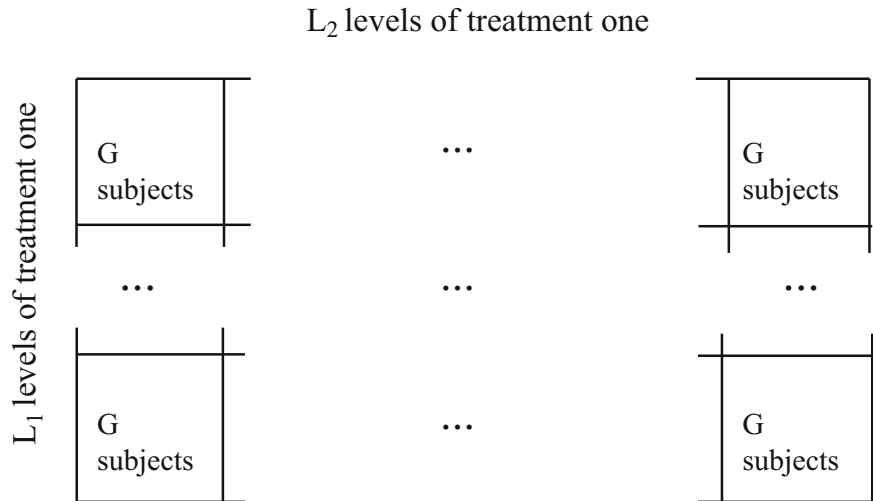 L₂ levels of treatment one
L₁ levels of treatment one
G
subjects
...
G
subjects
...
...
...
G
subjects
...
G
subjects